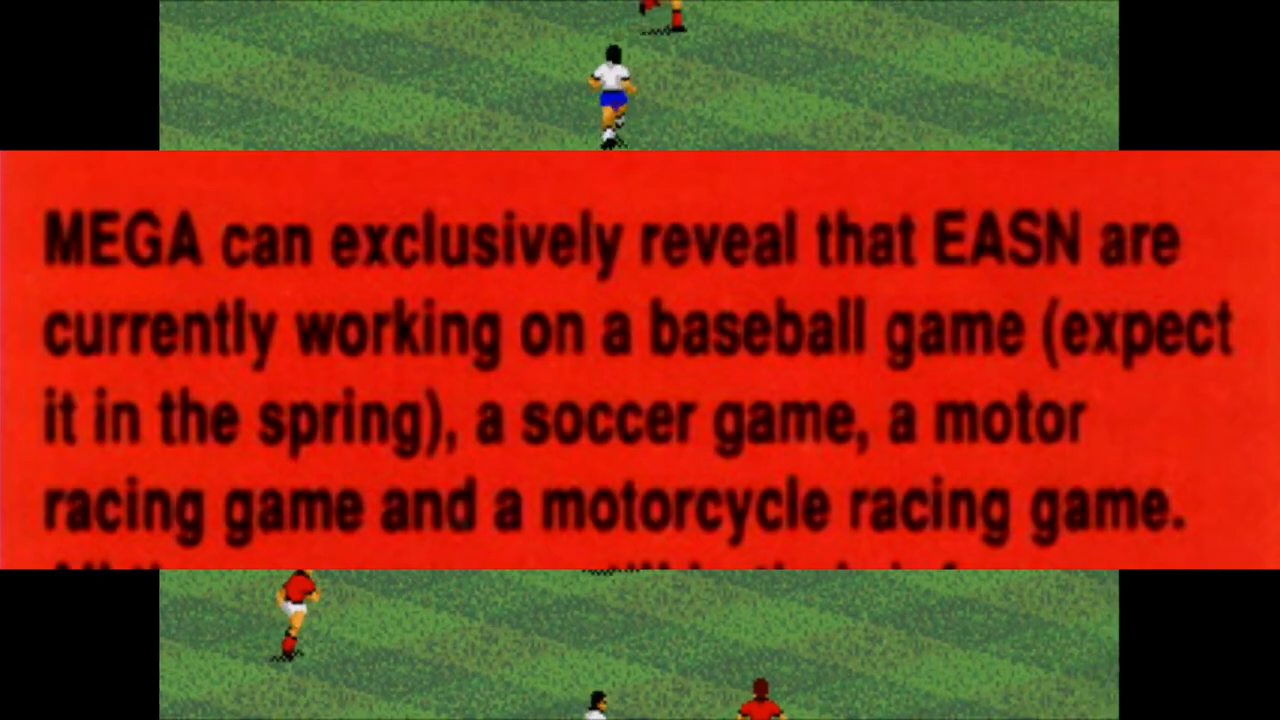 MEGA can exclusively reveal that EASN are
currently working on a baseball game (expect
it in the spring), a soccer game, a motor
racing game and a motorcycle racing game.